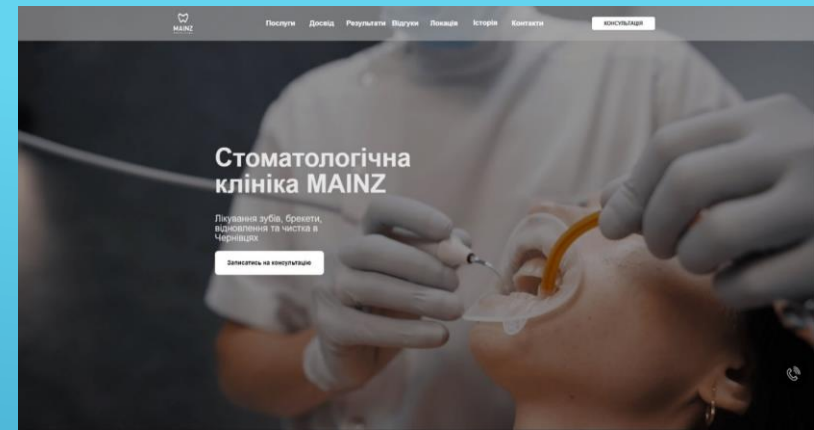 MAINZ
Послуги Досвід Результати Відгуки Локація Історія Контакти
КОНСУЛЬТАЦІЯ
Стоматологічна
клініка MAINZ
Лікування зубів, брекети,
відновлення та чистка в
Чернівцях
Записатись на консультацію